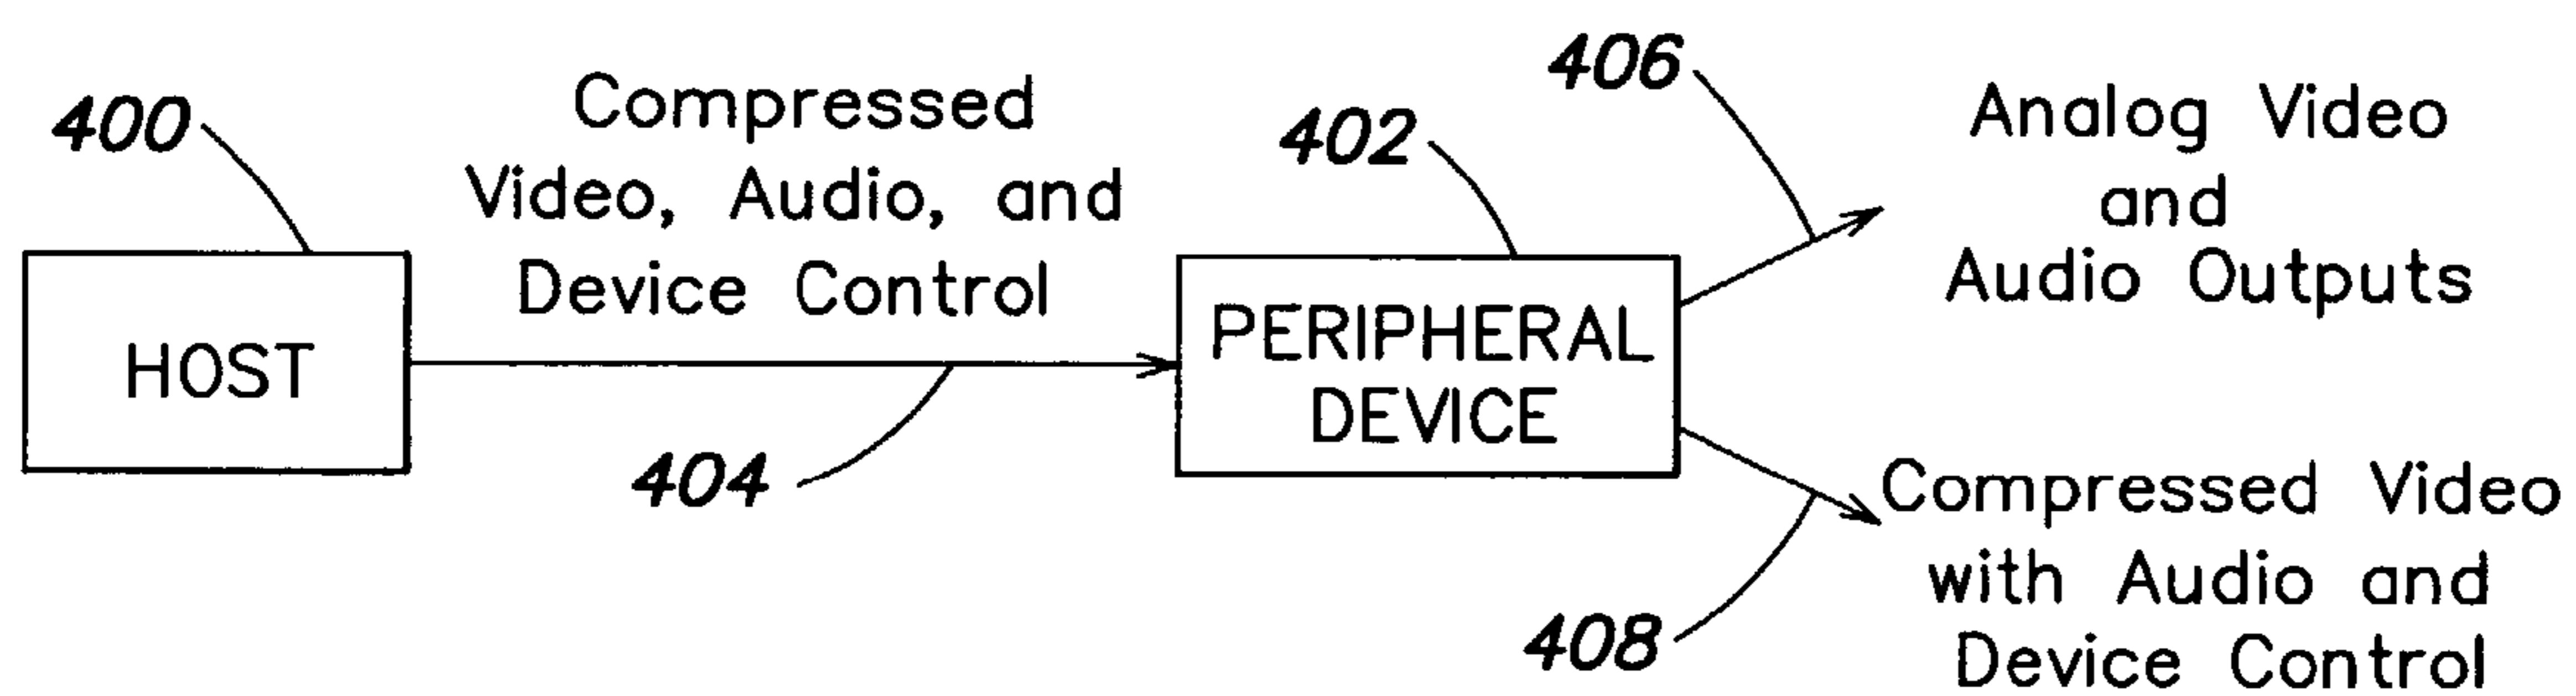 400
Compressed
Video, Audio, and
Device Control
HOST
404
402
PERIPHERAL
DEVICE
406
Analog Video
and
Audio Outputs
408
Compressed Video
with Audio and
Device Control